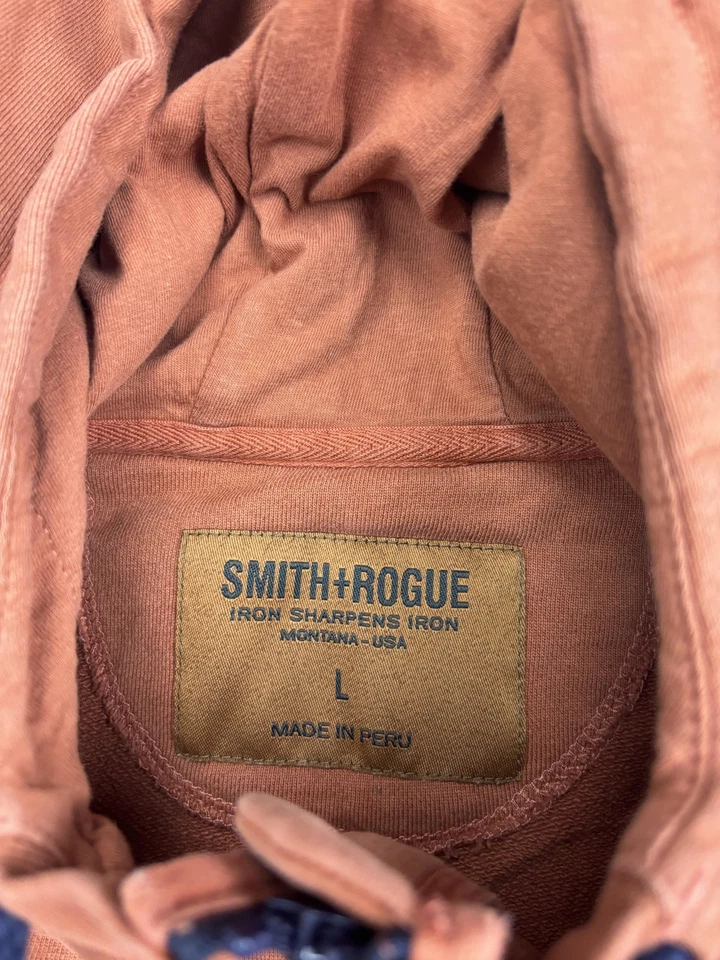 SMITH+ROGUE
IRON SHARPENS IRON
MONTANA-USA
L
MADE IN PERU